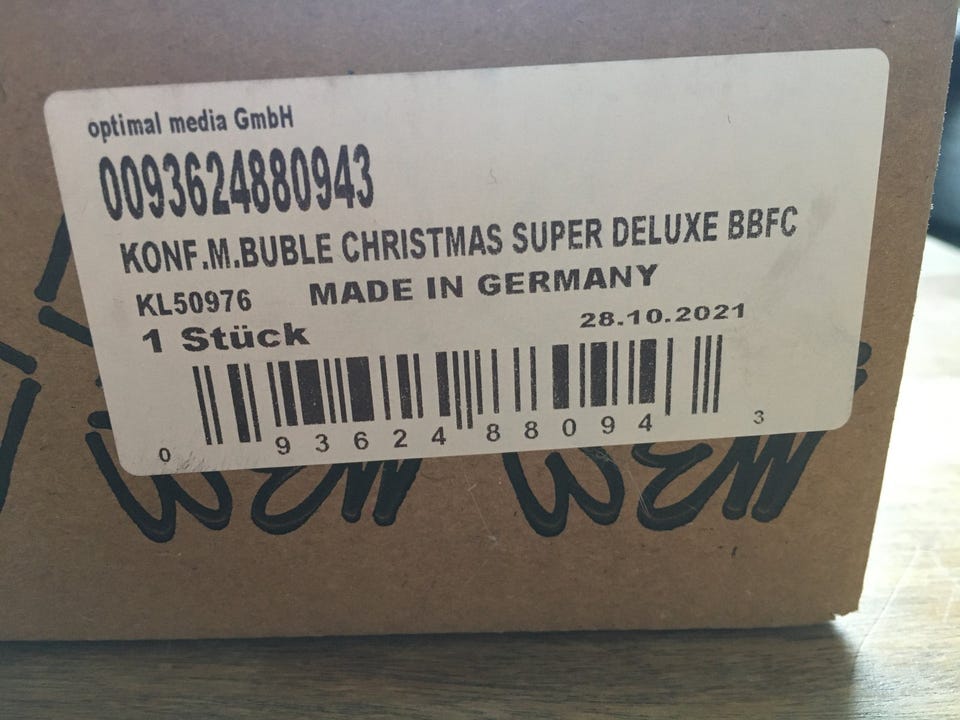 optimal media GmbH
0093624880943
KONF.M.BUBLE CHRISTMAS SUPER DELUXE BBFC
KL50976 MADE IN GERMANY
1 Stück 28.10.2021
0 93624 88094 3